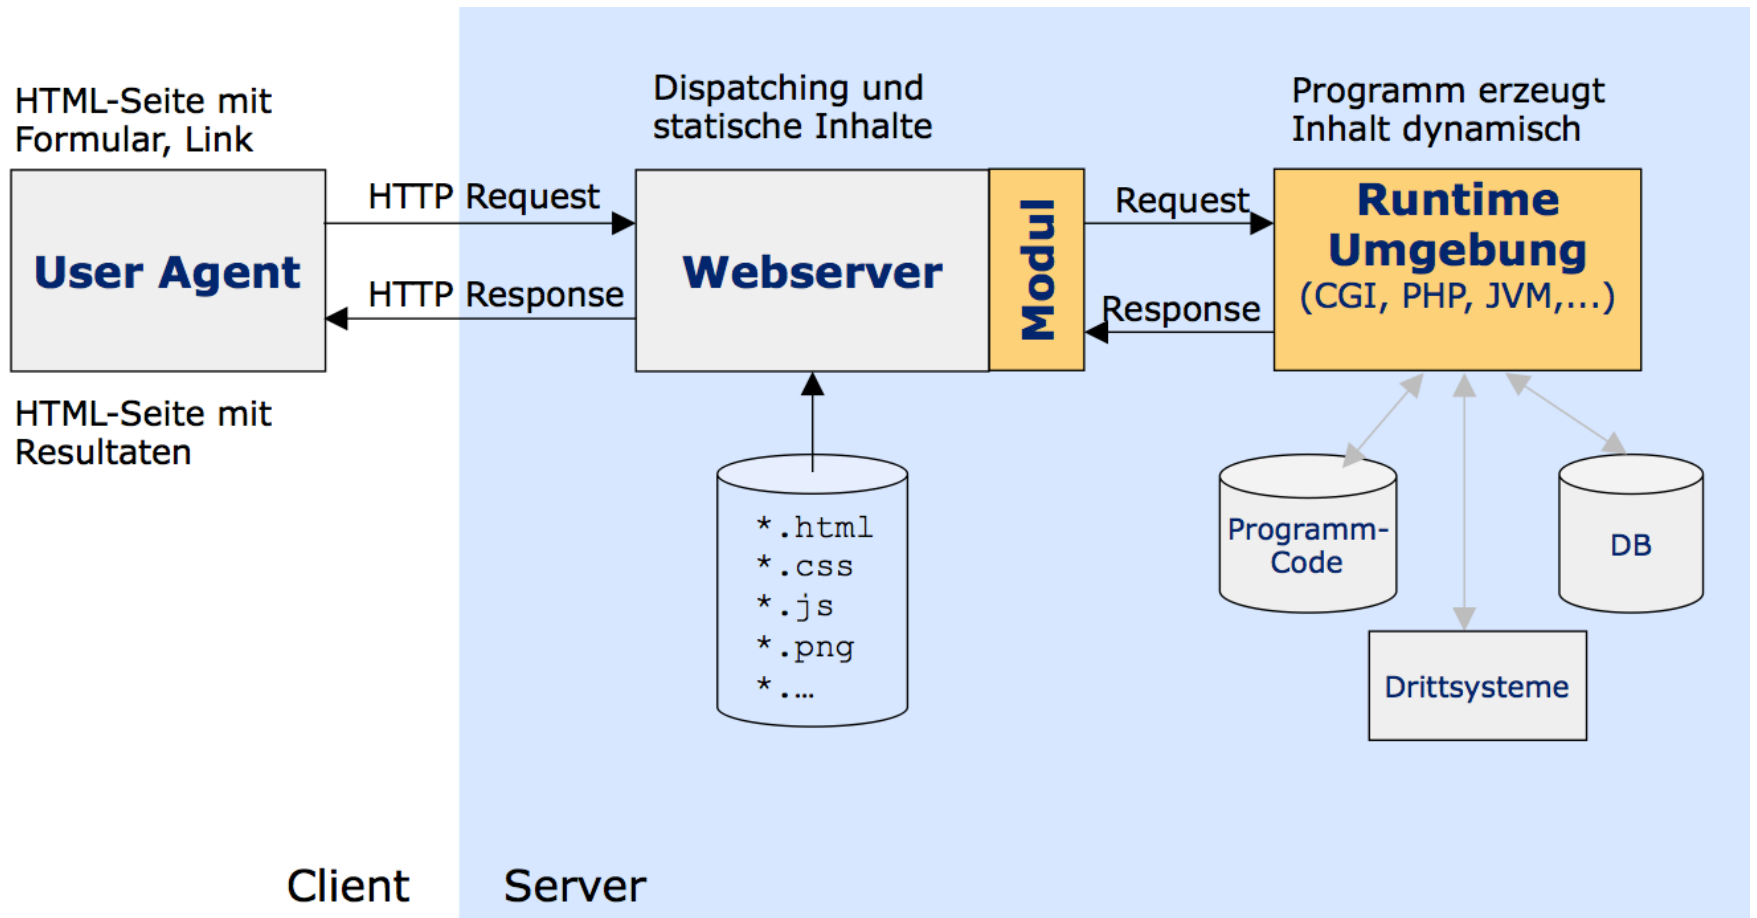 HTML-Seite mit
Formular, Link
Dispatching und
statische Inhalte
Programm erzeugt
Inhalt dynamisch
HTTP Request
HTTP Response
User Agent
Webserver
Modul
Request
Response
Runtime
Umgebung
(CGI, PHP, JVM,...)
HTML-Seite mit
Resultaten
*.html
*.css
*.js
*.png
*.…
Programm-
Code
DB
Drittsysteme
Client
Server